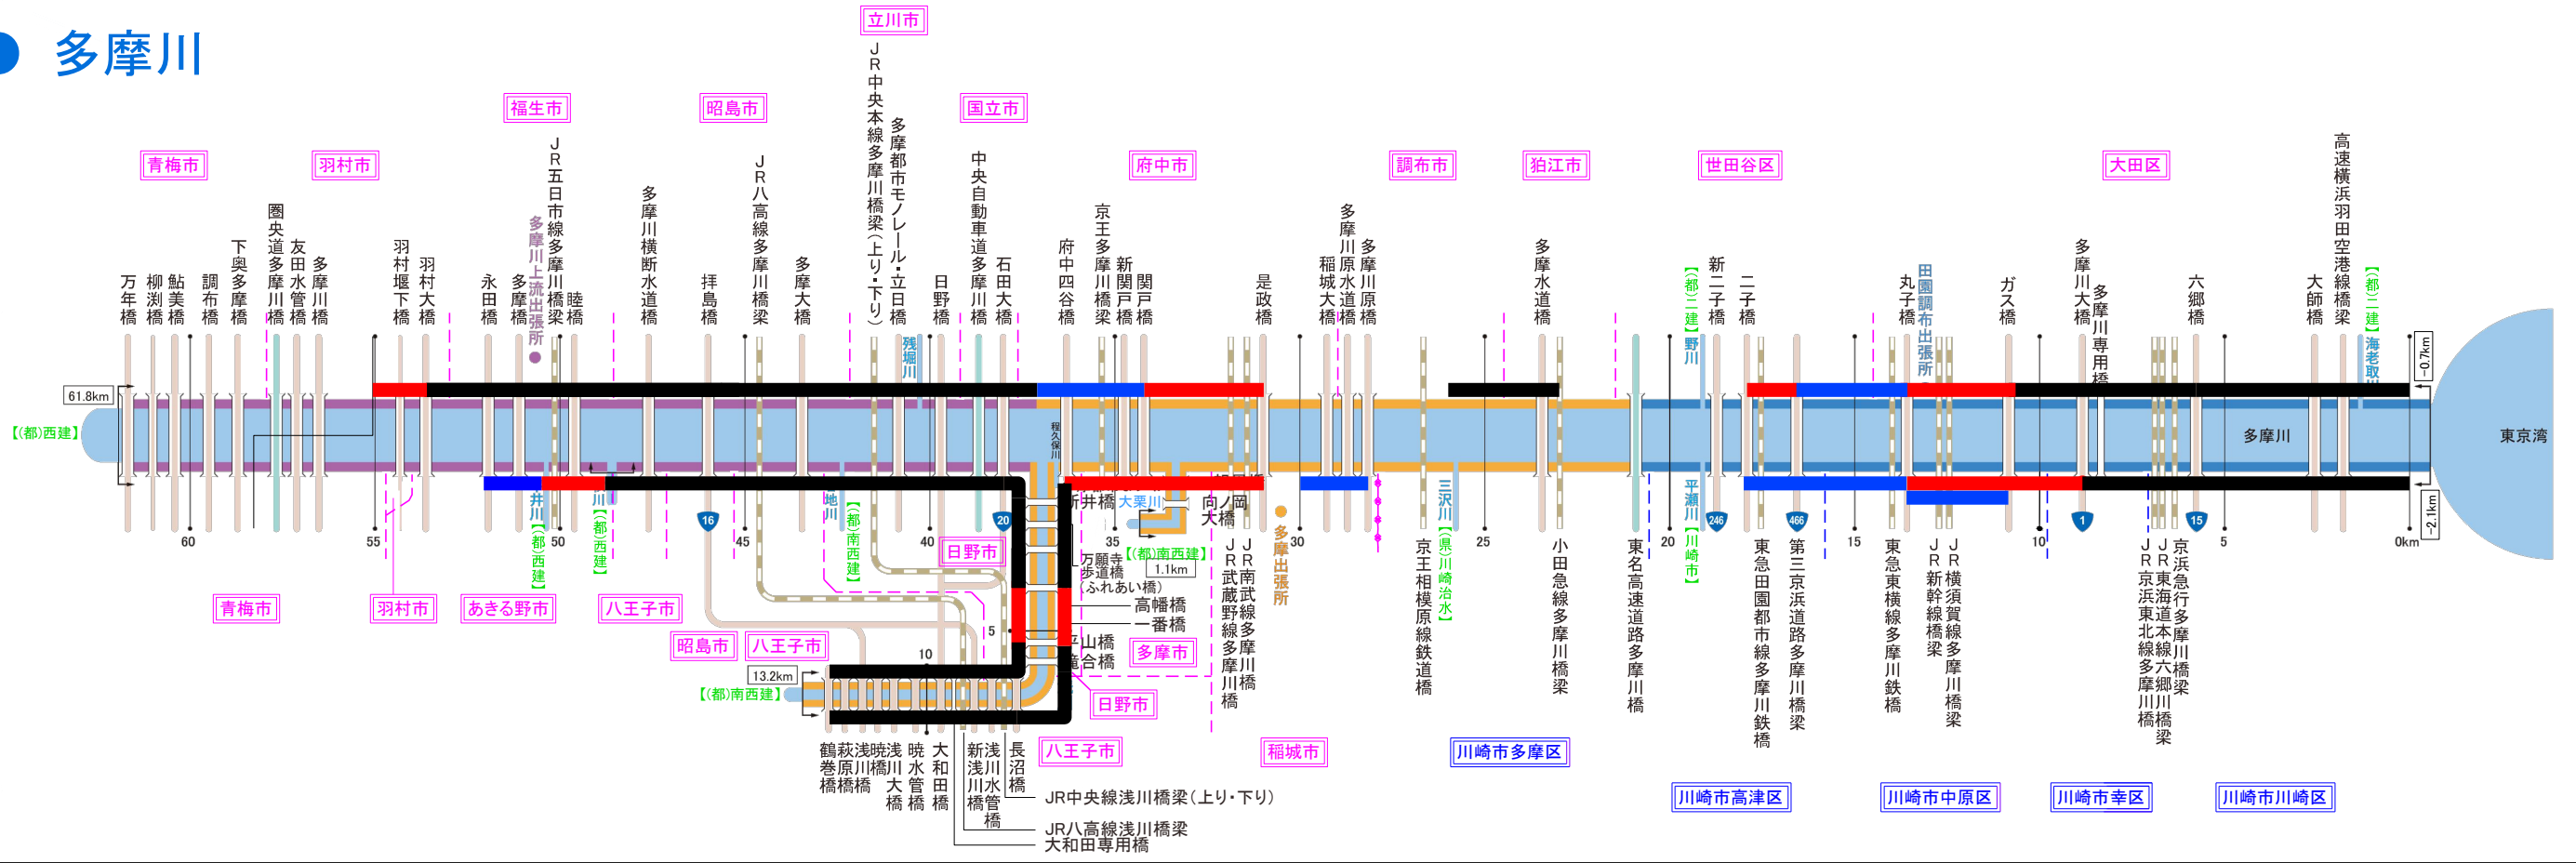 多摩川
立川市
福生市
昭島市
国立市
青梅市
羽村市
府中市
調布市
狛江市
世田谷区
大田区
万年橋
柳渕橋
鮎美橋
調布橋
下奥多摩橋
圏央道多摩川橋
友田水管橋
多摩川橋
羽村堰下橋
羽村大橋
永田橋
多摩橋
多摩川上流出張所
JR五日市線多摩川橋梁
睦橋
多摩川横断水道橋
拝島橋
JR八高線多摩川橋梁
多摩大橋
JR中央本線多摩川橋梁(上り・下り)
多摩都市モノレール・立日橋
残堀川
日野橋
中央自動車道多摩川橋
石田大橋
府中四谷橋
京王多摩川橋梁
新関戸橋
関戸橋
是政橋
稲城大橋
多摩川原水道橋
多摩川原橋
多摩水道橋
【(都)二建】野川
新二子橋
二子橋
丸子橋
田園調布出張所
ガス橋
多摩川大橋
多摩川専用橋
六郷橋
大師橋
高速横浜羽田空港線橋梁
【(都)二建】海老取川
61.8km
-0.7km
【(都)西建】
程久保川
多摩川
東京湾
-2.1km
60
55
50
45
40
35
30
25
20
15
10
5
0km
【(都)西建】
【(都)西建】
16
【(都)南西建】
20
新井橋
大栗川
向ノ岡大橋
【(都)南西建】
1.1km
多摩出張所
三沢川【(県)川崎治水】
平瀬川【川崎市】
246
466
1
15
日野市
万願寺歩道橋(ふれあい橋)
高幡橋
一番橋
5
平山橋
滝合橋
多摩市
JR武蔵野線多摩川橋
JR南武線多摩川橋
京王相模原線鉄道橋
小田急線多摩川橋梁
東名高速道路多摩川橋
東急田園都市線多摩川鉄橋
第三京浜道路多摩川橋梁
東急東横線多摩川鉄橋
JR新幹線橋梁
JR横須賀線多摩川橋梁
JR京浜東北線多摩川橋
JR東海道本線六郷川橋梁
京浜急行多摩川橋梁
青梅市
羽村市
あきる野市
八王子市
昭島市
八王子市
10
13.2km
【(都)南西建】
日野市
八王子市
稲城市
川崎市多摩区
川崎市高津区
川崎市中原区
川崎市幸区
川崎市川崎区
鶴巻橋
萩原橋
浅川橋
暁橋
浅川大橋
暁水管橋
大和田橋
新浅川橋
浅川水管橋
長沼橋
JR中央線浅川橋梁(上り・下り)
JR八高線浅川橋梁
大和田専用橋